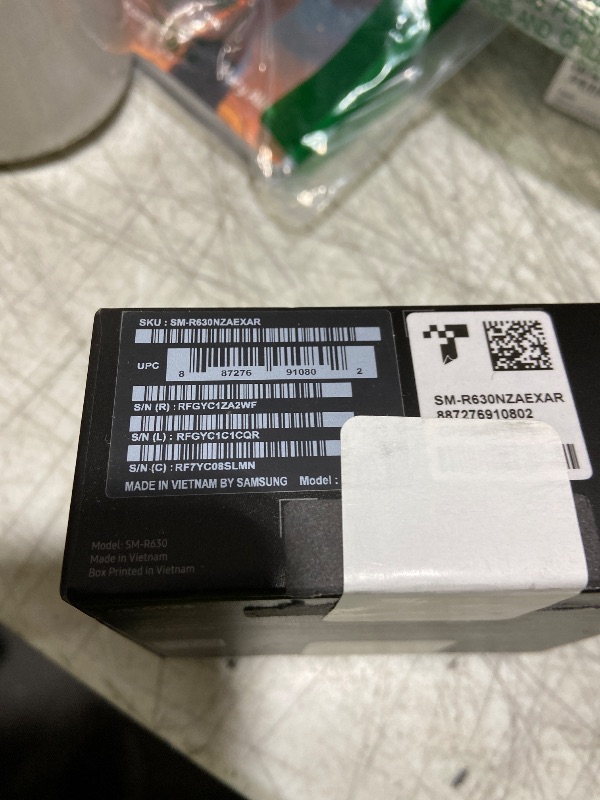 SKU : SM-R630NZAEXAR
UPC
8 87276 91080 2
S/N (R) : RFGYC1ZA2WF
S/N (L) : RFGYC1C1CQR
S/N (C) : RF7YC08SLMN
MADE IN VIETNAM BY SAMSUNG Model :
SM-R630NZAEXAR
887276910802
Model: SM-R630
Made in Vietnam
Box Printed in Vietnam